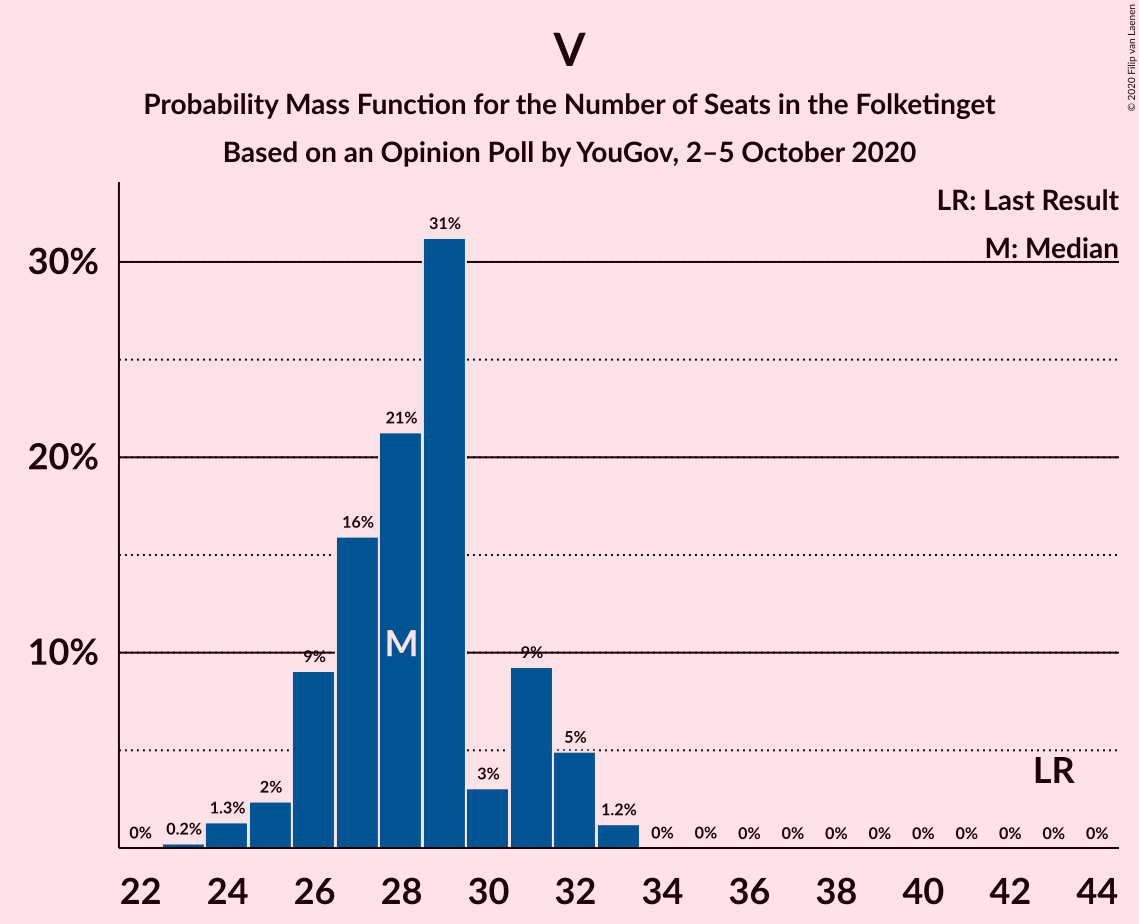 © 2020 Filip van Laenen
V
Probability Mass Function for the Number of Seats in the Folketinget
Based on an Opinion Poll by YouGov, 2–5 October 2020
LR: Last Result
M: Median
30%
20%
10%
0%
0.2%
1.3%
2%
9%
16%
21%
31%
3%
9%
5%
1.2%
0%
0%
0%
0%
0%
0%
0%
0%
0%
0%
0%
M
LR
22 24 26 28 30 32 34 36 38 40 42 44